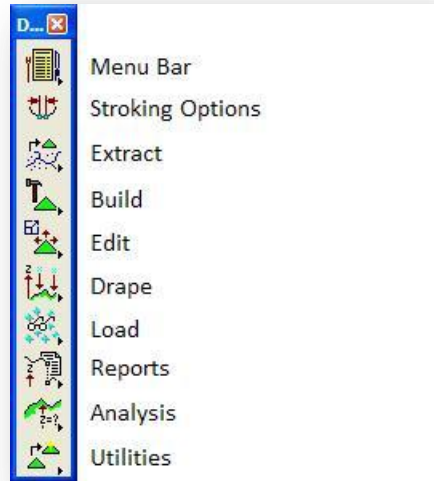 D...
Menu Bar
Stroking Options
Extract
Build
Edit
Drape
Load
Reports
Analysis
Utilities